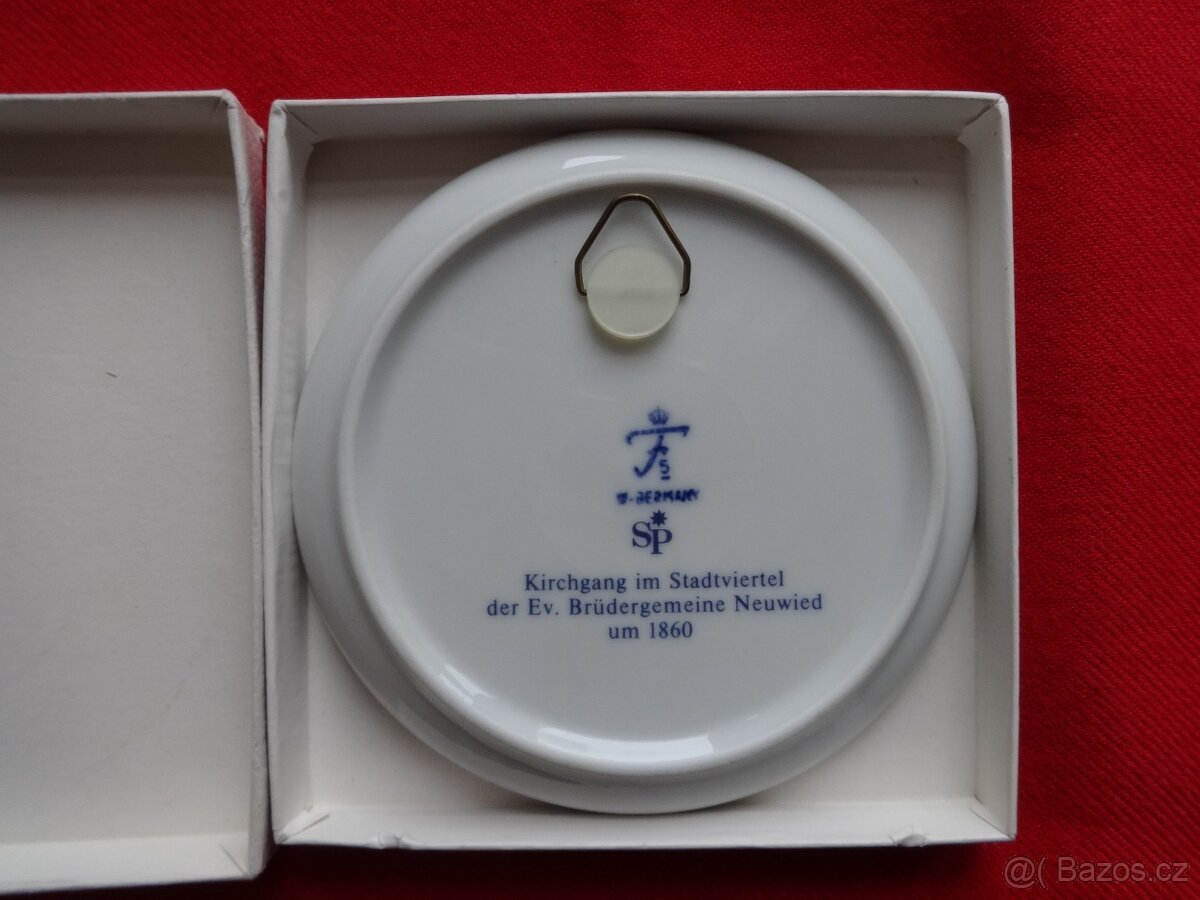 W-GERMANY
SP
Kirchgang im Stadtviertel
der Ev. Brüdergemeine Neuwied
um 1860
@( Bazos.cz